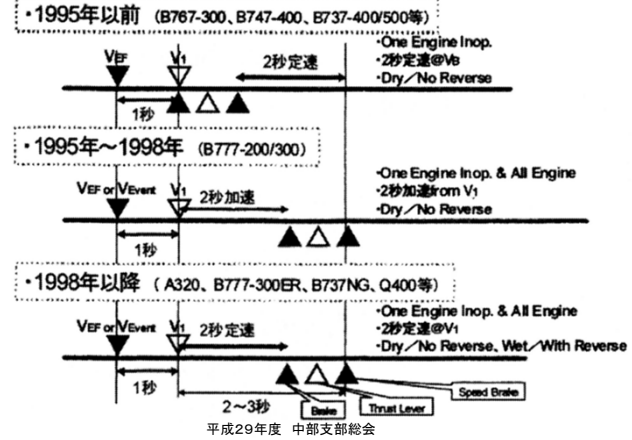 ・1995年以前 （B767-300、B747-400、B737-400/500等）
・One Engine Inop.
・2秒定速@VB
・Dry／No Reverse
VEF
V1
2秒定速
1秒
・1995年～1998年 （B777-200/300）
・One Engine Inop. & All Engine
・2秒加速from V1
・Dry／No Reverse
VEF or VEvent
V1
2秒加速
1秒
・1998年以降 （ A320、B777-300ER、B737NG、Q400等）
・One Engine Inop. & All Engine
・2秒定速@V1
・Dry／No Reverse、Wet／With Reverse
VEF or VEvent
V1
2秒定速
1秒
2～3秒
Brake
Thrust Lever
Speed Brake
平成29年度 中部支部総会